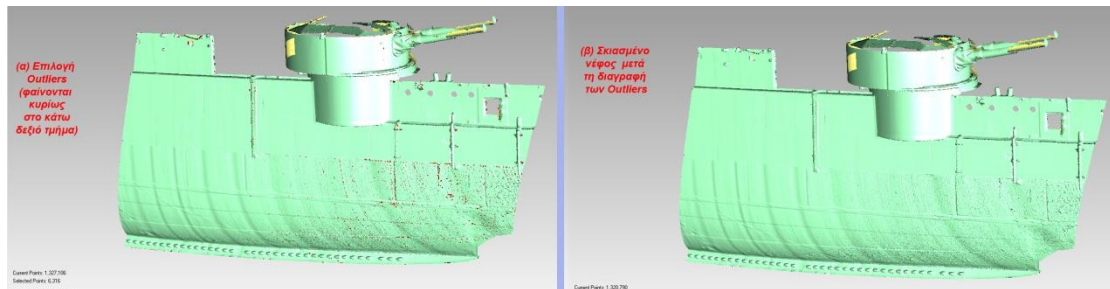 (α) Επιλογή
Outliers
(φαίνονται
κυρίως
στο κάτω
δεξιό τμήμα)
Current Points: 1,327,106
Selected Points: 6,316
(β) Σκιασμένο
νέφος μετά
τη διαγραφή
των Outliers
Current Points: 1,320,790